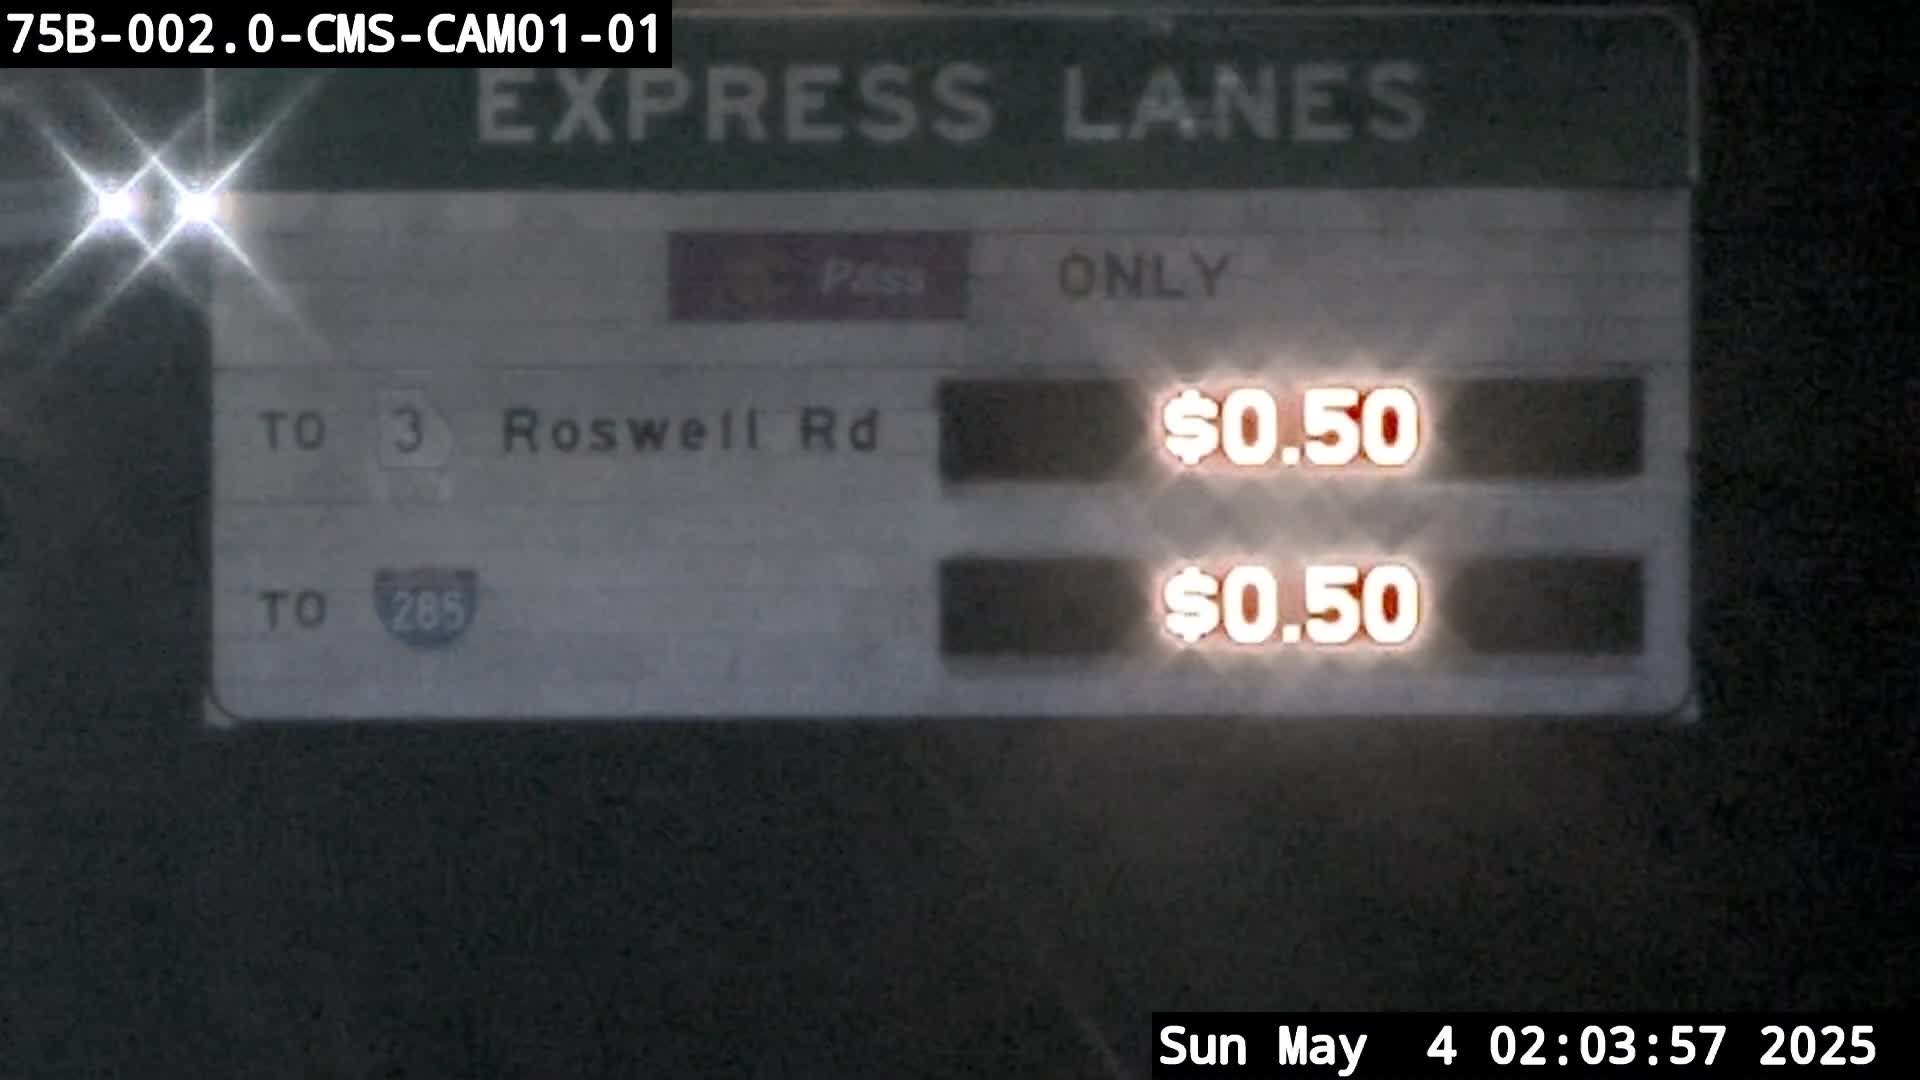 75B-002.0-CMS-CAM01-01
EXPRESS LANES
Pass ONLY
TO 3 Roswell Rd $0.50
TO 285 $0.50
Sun May 4 02:03:57 2025